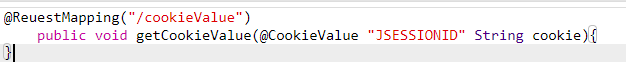 @ReuestMapping("/cookieValue")
public void getCookieValue(@CookieValue "JSESSIONID" String cookie){
}